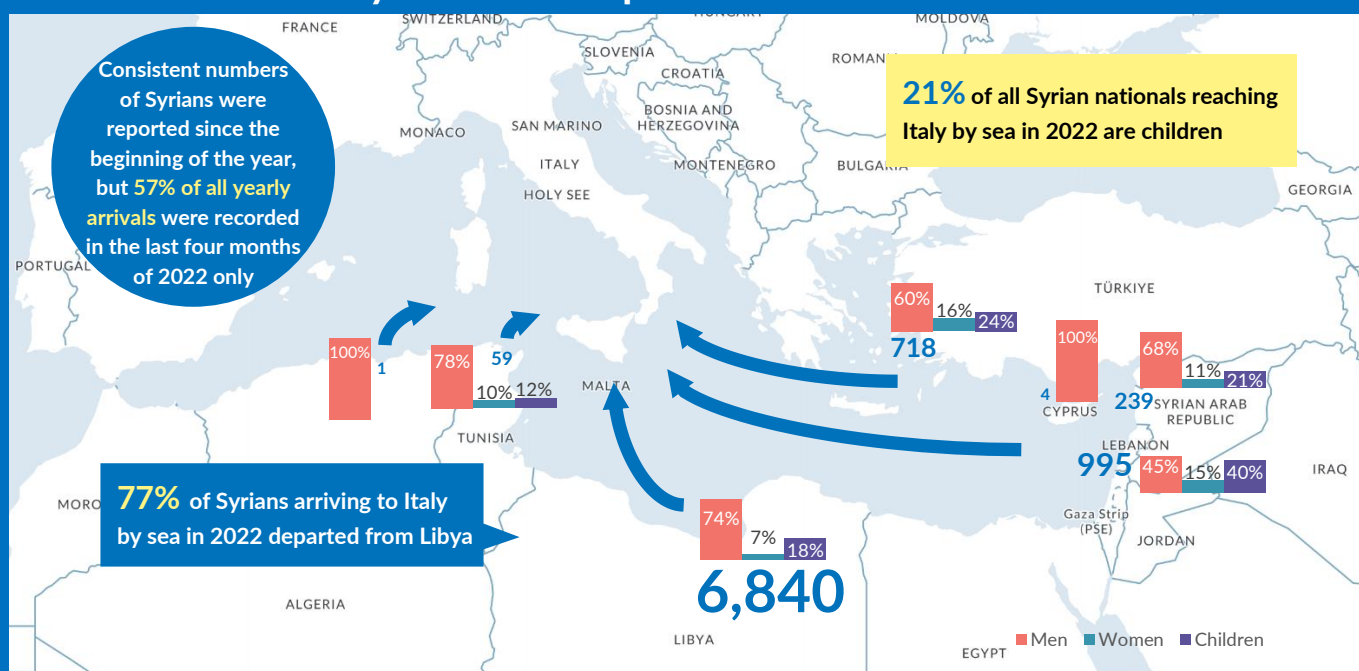 FRANCE
SWITZERLAND
MOLDOVA
SLOVENIA
CROATIA
BOSNIA AND
HERZEGOVINA
MONACO
SAN MARINO
ITALY
HOLY SEE
MONTENEGRO
BULGARIA
GEORGIA
PORTUGAL
Consistent numbers
of Syrians were
reported since the
beginning of the year,
but 57% of all yearly
arrivals were recorded
in the last four months
of 2022 only
21% of all Syrian nationals reaching
Italy by sea in 2022 are children
TÜRKIYE
60%
16%
24%
718
100%
4
CYPRUS
68%
11%
21%
239
SYRIAN ARAB
REPUBLIC
100%
1
78%
10%
12%
59
MALTA
TUNISIA
LEBANON
995
45%
15%
40%
IRAQ
Gaza Strip
(PSE)
JORDAN
77% of Syrians arriving to Italy
by sea in 2022 departed from Libya
MORO
74%
7%
18%
6,840
ALGERIA
LIBYA
EGYPT
Men
Women
Children